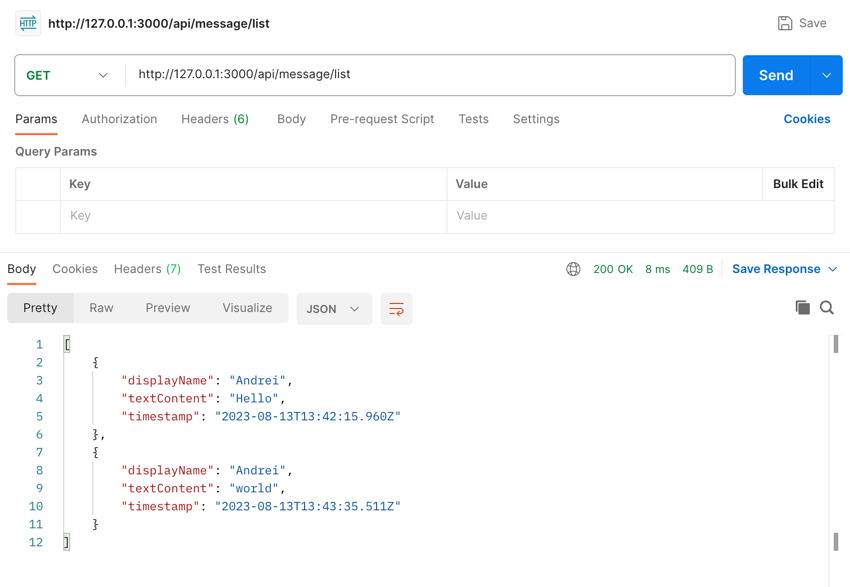 HTTP http://127.0.0.1:3000/api/message/list Save
GET http://127.0.0.1:3000/api/message/list Send
Params Authorization Headers (6) Body Pre-request Script Tests Settings Cookies
Query Params
Key Value Bulk Edit
Key Value
Body Cookies Headers (7) Test Results 200 OK 8 ms 409 B Save Response
Pretty Raw Preview Visualize JSON
1 [
2 {
3 "displayName": "Andrei",
4 "textContent": "Hello",
5 "timestamp": "2023-08-13T13:42:15.960Z"
6 },
7 {
8 "displayName": "Andrei",
9 "textContent": "world",
10 "timestamp": "2023-08-13T13:43:35.511Z"
11 }
12 ]